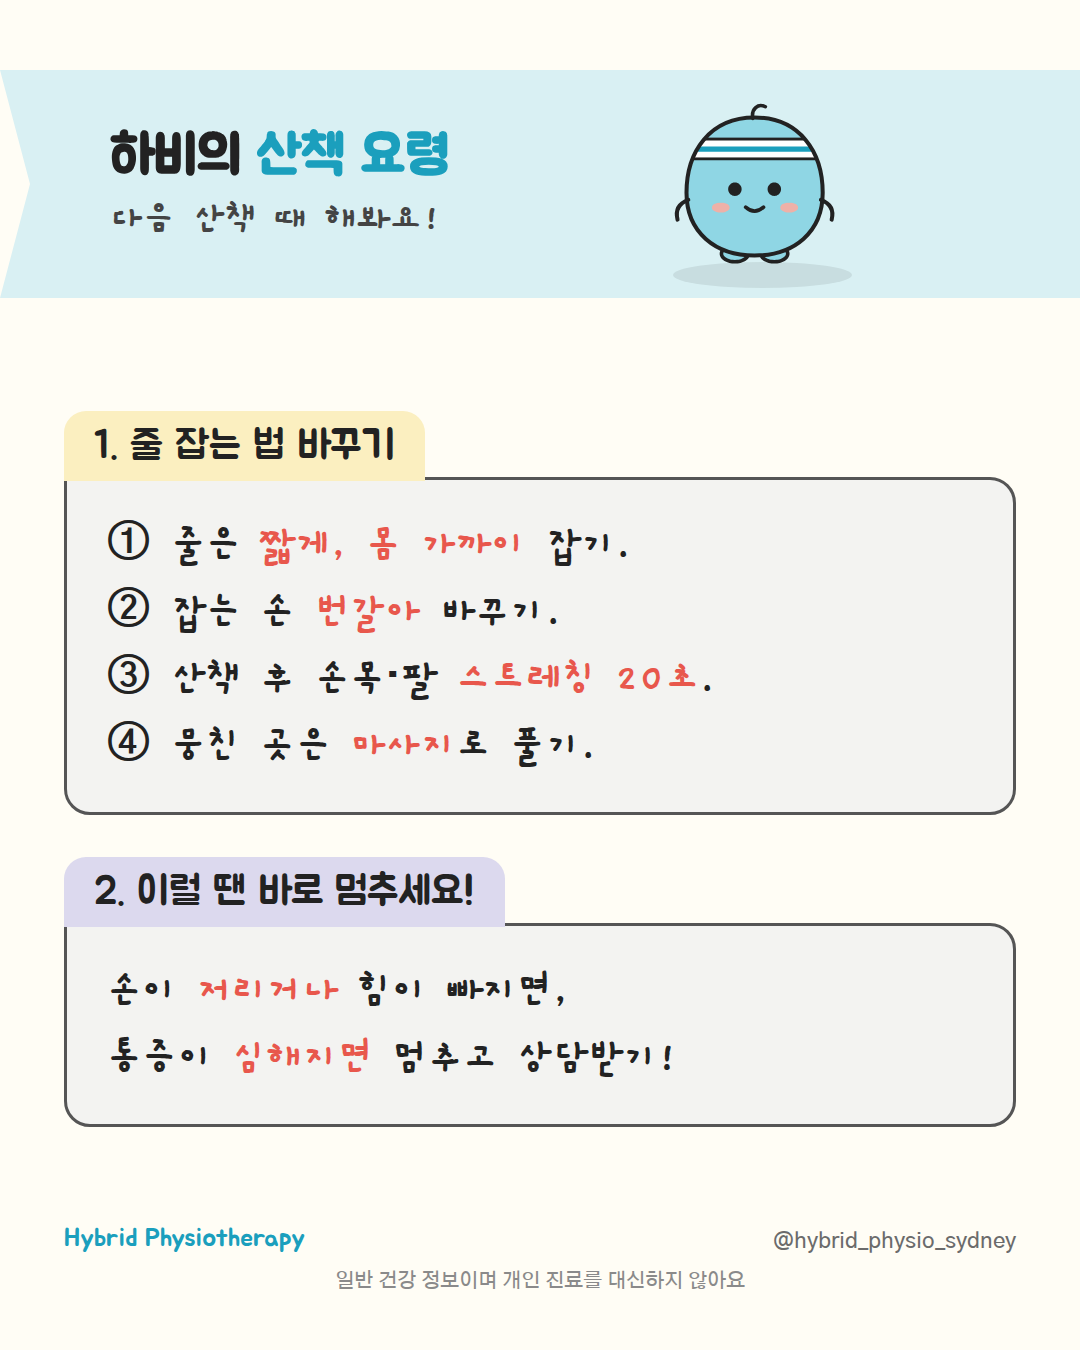 하비의 산책 요령
다음 산책 때 해봐요!
1. 줄 잡는 법 바꾸기
① 줄은 짧게, 몸 가까이 잡기.
② 잡는 손 번갈아 바꾸기.
③ 산책 후 손목·팔 스트레칭 20초.
④ 뭉친 곳은 마사지로 풀기.
2. 이럴 땐 바로 멈추세요!
손이 저리거나 힘이 빠지면,
통증이 심해지면 멈추고 상담받기!
Hybrid Physiotherapy
@hybrid_physio_sydney
일반 건강 정보이며 개인 진료를 대신하지 않아요